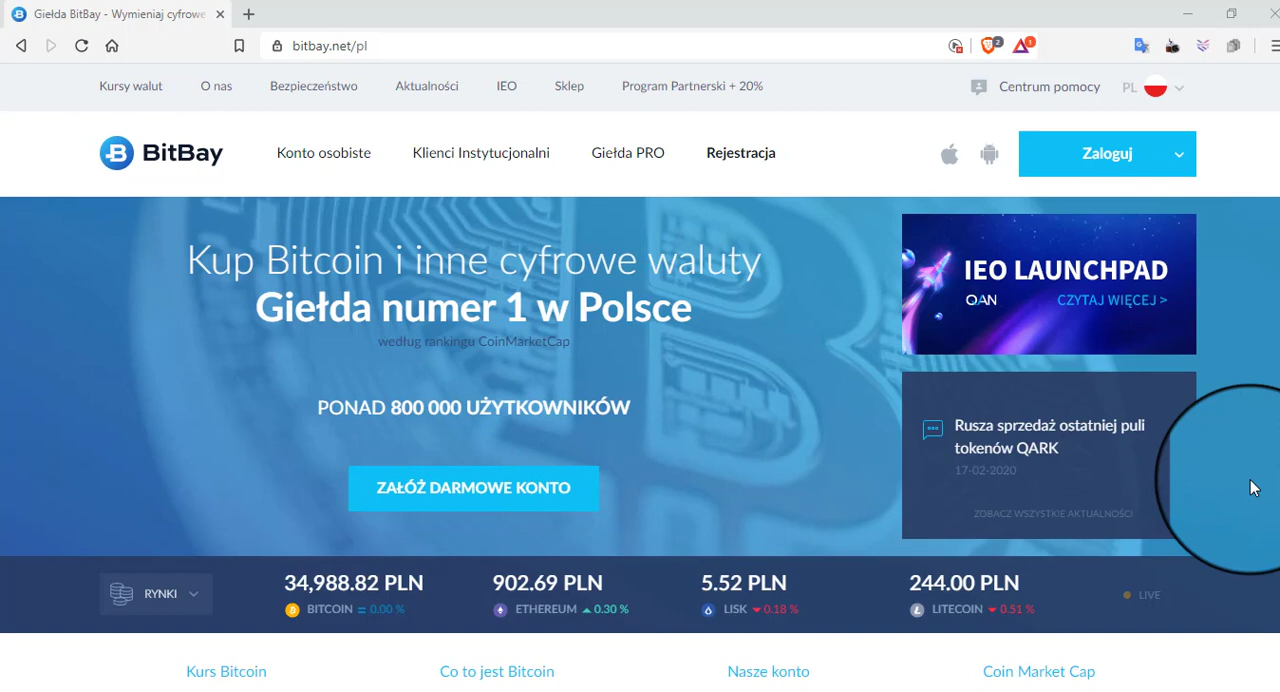 Giełda BitBay - Wymieniaj cyfrowe
bitbay.net/pl
2
1
Kursy walut O nas Bezpieczeństwo Aktualności IEO Sklep Program Partnerski + 20% Centrum pomocy PL
BitBay Konto osobiste Klienci Instytucjonalni Giełda PRO Rejestracja Zaloguj
Kup Bitcoin i inne cyfrowe waluty
Giełda numer 1 w Polsce
według rankingu CoinMarketCap
PONAD 800 000 UŻYTKOWNIKÓW
ZAŁÓŻ DARMOWE KONTO
IEO LAUNCHPAD
QAN CZYTAJ WIĘCEJ >
Rusza sprzedaż ostatniej puli
tokenów QARK
17-02-2020
ZOBACZ WSZYSTKIE AKTUALNOŚCI
RYNKI
34,988.82 PLN
BITCOIN = 0.00 %
902.69 PLN
ETHEREUM 0.30 %
5.52 PLN
LISK 0.18 %
244.00 PLN
LITECOIN 0.51 %
LIVE
Kurs Bitcoin Co to jest Bitcoin Nasze konto Coin Market Cap